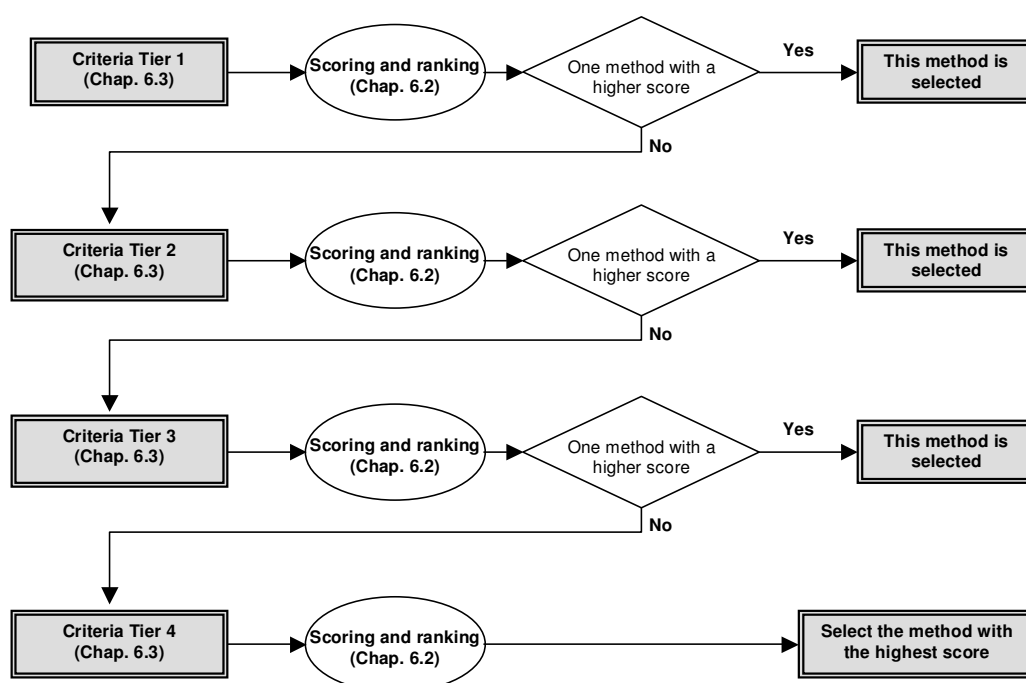 Criteria Tier 1
(Chap. 6.3)
Scoring and ranking
(Chap. 6.2)
One method with a
higher score
Yes
This method is
selected
No
Criteria Tier 2
(Chap. 6.3)
Scoring and ranking
(Chap. 6.2)
One method with a
higher score
Yes
This method is
selected
No
Criteria Tier 3
(Chap. 6.3)
Scoring and ranking
(Chap. 6.2)
One method with a
higher score
Yes
This method is
selected
No
Criteria Tier 4
(Chap. 6.3)
Scoring and ranking
(Chap. 6.2)
Select the method with
the highest score